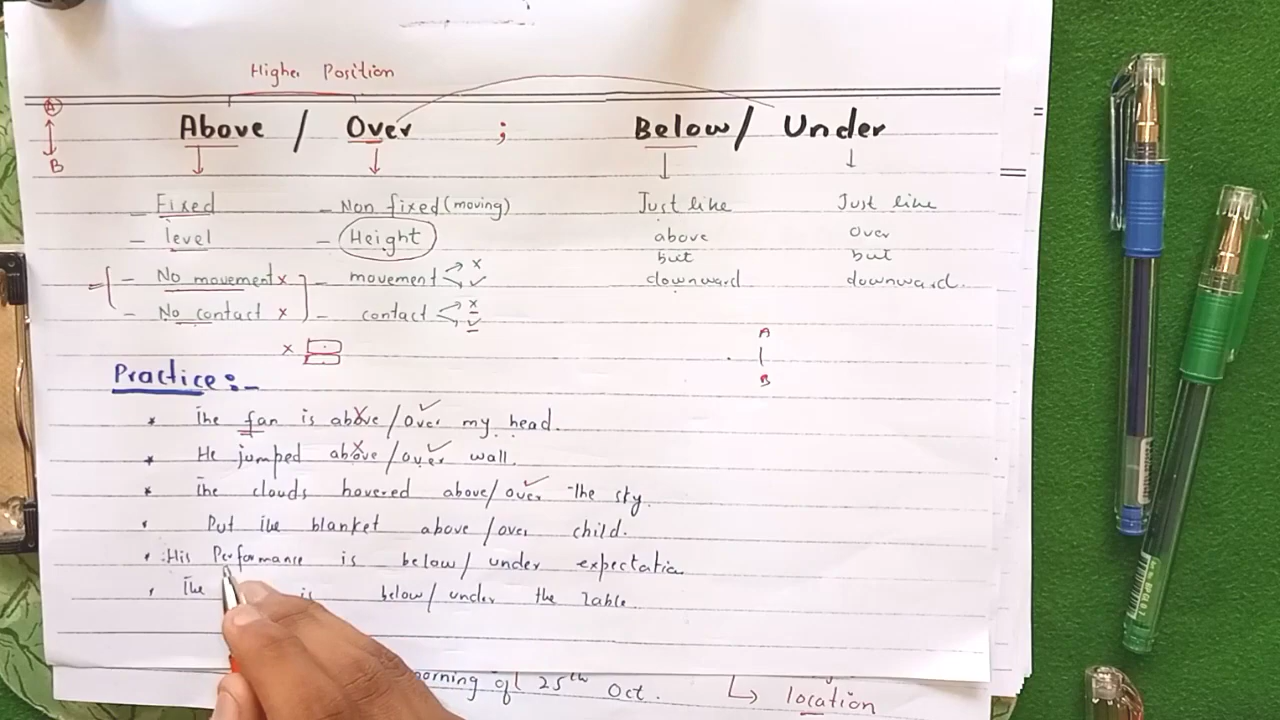 Higher Position
A
B
Above / Over ; Below / Under
- Fixed - Non fixed (moving) Just like Just like
- level - Height above over
but but
- No movement x - movement x ✓ downward downward
- No contact x - contact x ✓
x
A
B
Practice :-
* The fan is above / over my head.
* He jumped above / over wall.
* The clouds hovered above / over the sky.
* Put the blanket above / over child.
* His Performance is below / under expectatio
* The is below / under the Table.
orning of 25th Oct. location